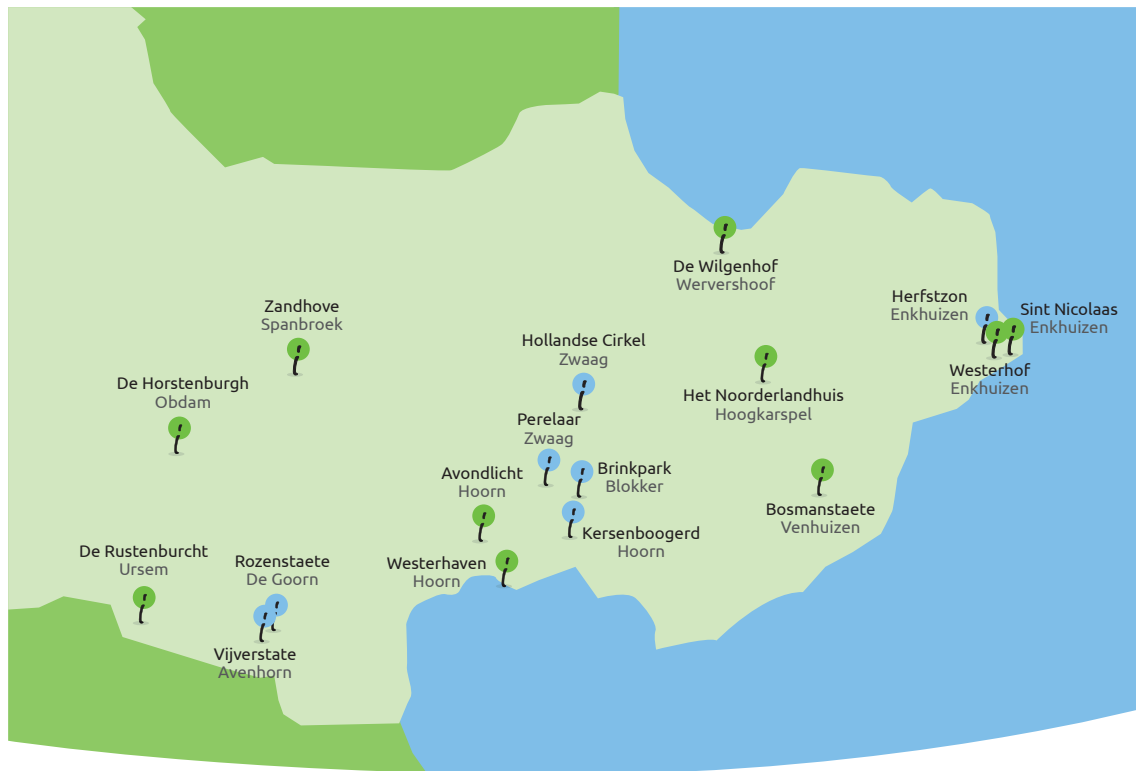 De Wilgenhof
Wervershoof
Herfstzon
Enkhuizen
Sint Nicolaas
Enkhuizen
Zandhove
Spanbroek
Hollandse Cirkel
Zwaag
Westerhof
Enkhuizen
De Horstenburgh
Obdam
Het Noorderlandhuis
Hoogkarspel
Perelaar
Zwaag
Avondlicht
Hoorn
Brinkpark
Blokker
Bosmanstaete
Venhuizen
Kersenboogerd
Hoorn
De Rustenburcht
Ursem
Rozenstaete
De Goorn
Westerhaven
Hoorn
Vijverstate
Avenhorn